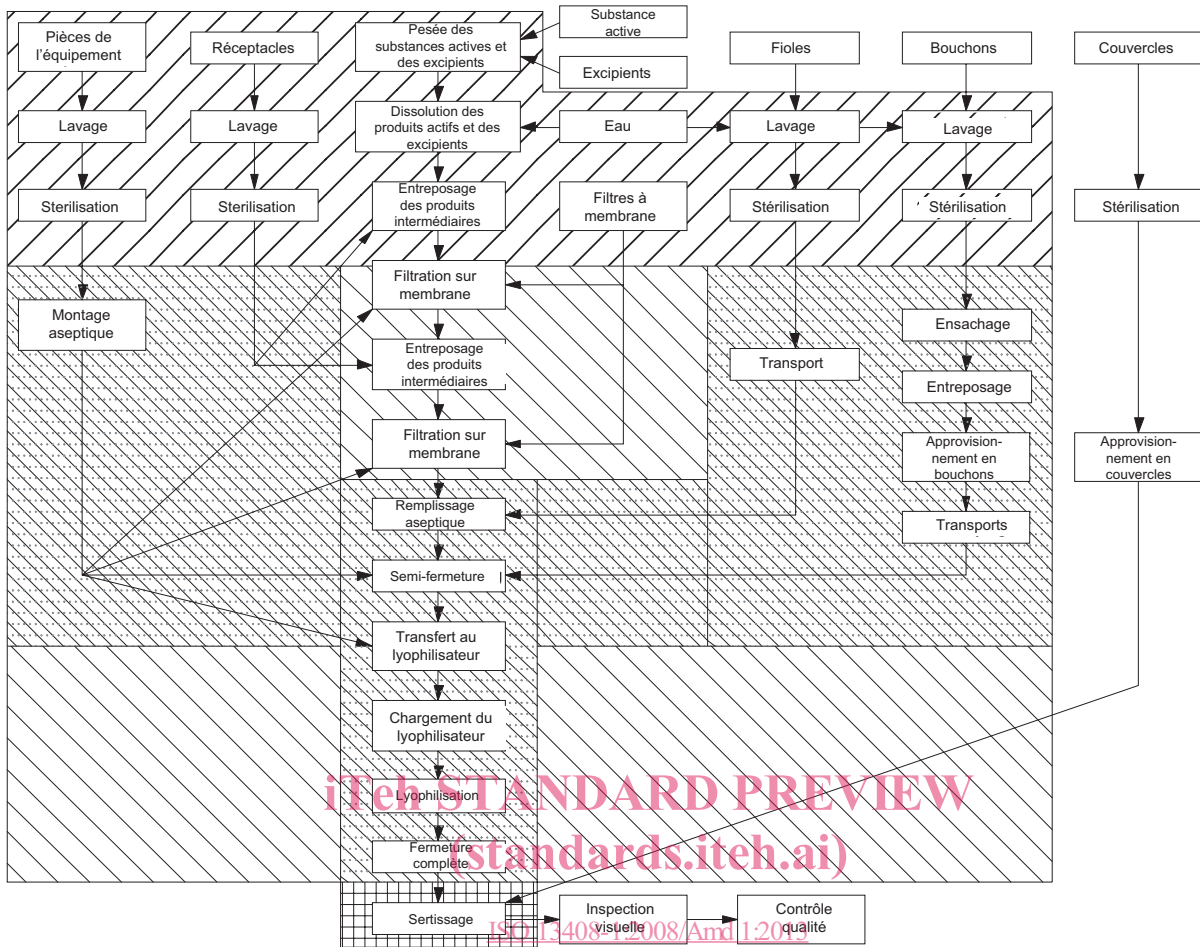 Substance
active
Pièces de
l'équipement
Réceptacles
Pesée des
substances actives et
des excipients
Excipients
Fioles
Bouchons
Couvercles
Lavage
Lavage
Dissolution des
produits actifs et des
excipients
Eau
Lavage
Lavage
Sterilisation
Sterilisation
Entreposage
des produits
intermédiaires
Filtres à
membrane
Stérilisation
Stérilisation
Stérilisation
Montage
aseptique
Filtration sur
membrane
Ensachage
Entreposage
des produits
intermédiaires
Transport
Entreposage
Filtration sur
membrane
Approvision-
nement en
bouchons
Approvision-
nement en
couvercles
Remplissage
aseptique
Transports
Semi-fermeture
Transfert au
lyophilisateur
Chargement du
lyophilisateur
iTeh STANDARD PREVIEW
Lyophilisation
(standards.iteh.ai)
Fermeture
complète
Sertissage
Inspection
visuelle
Contrôle
qualité
ISO 13408-1:2008/Amd 1:2013